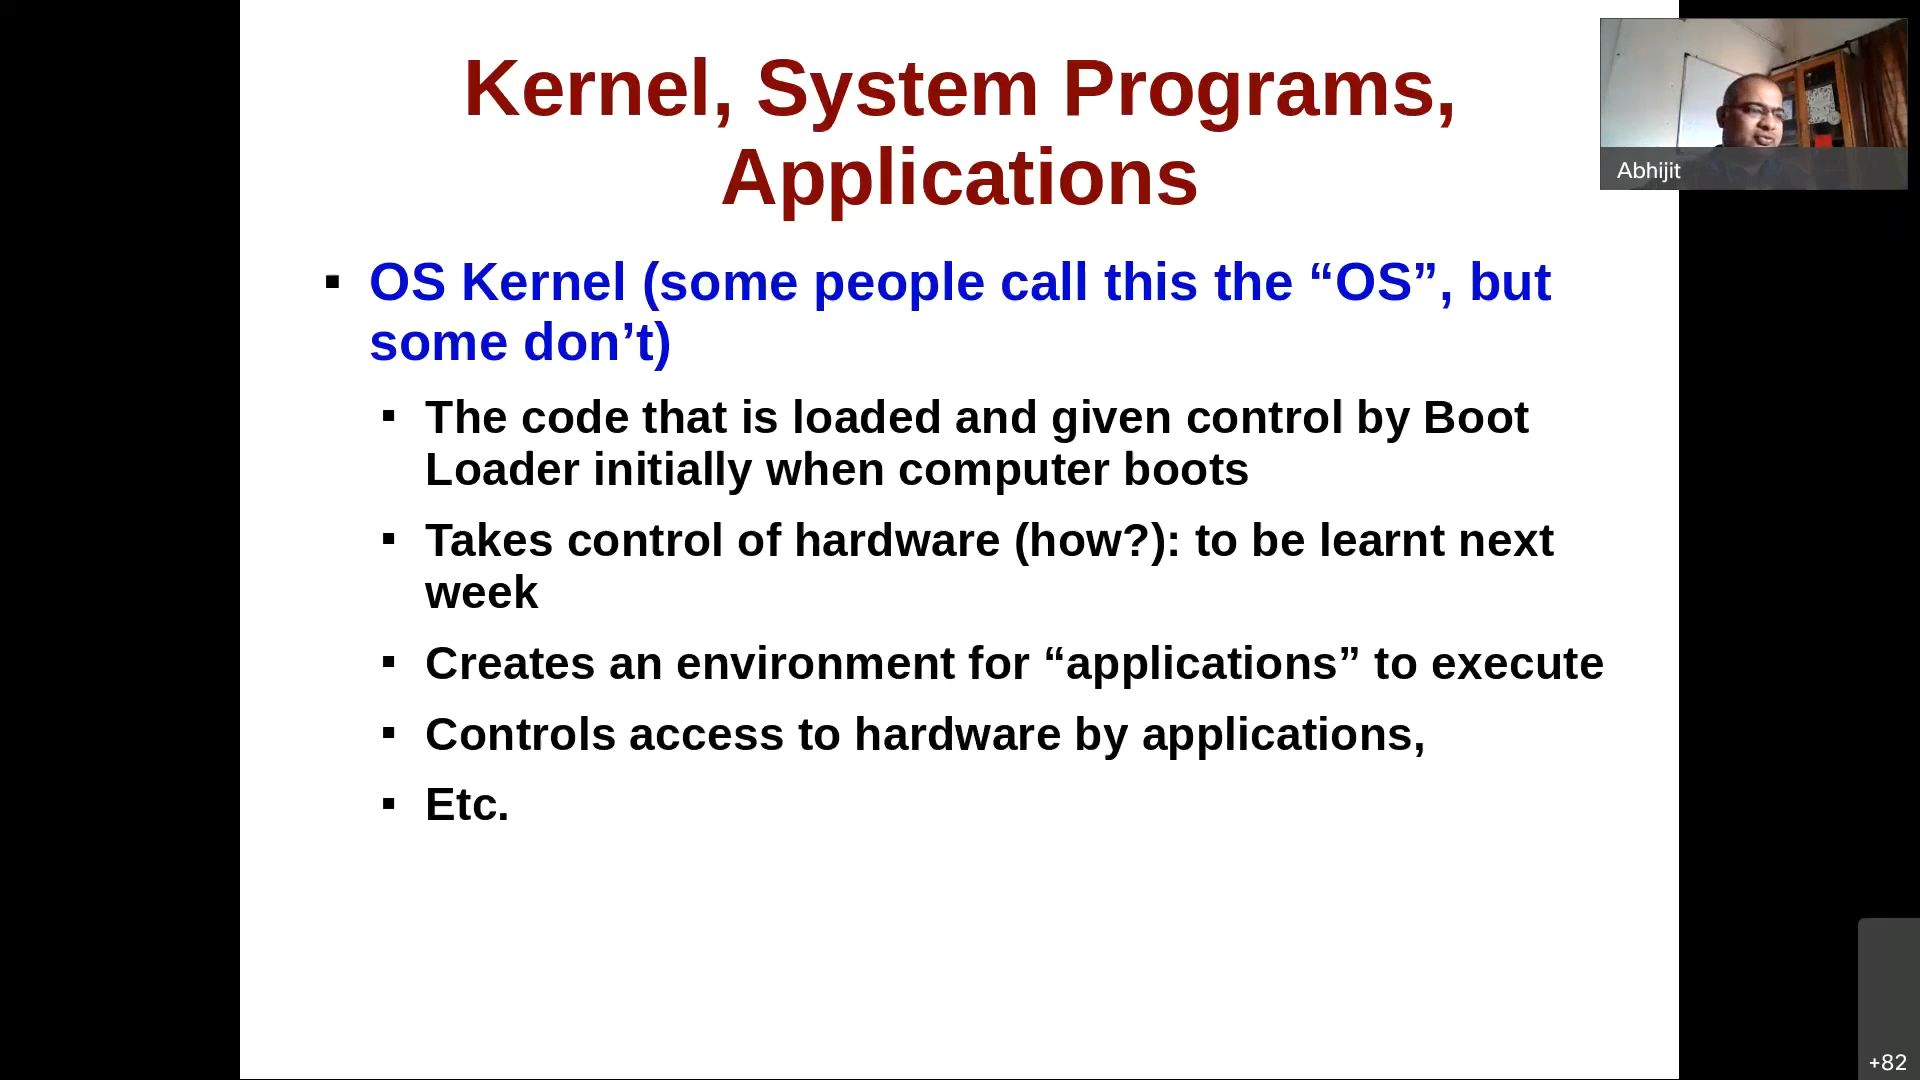 Kernel, System Programs,
Applications
Abhijit
▪ OS Kernel (some people call this the “OS”, but
some don’t)
▪ The code that is loaded and given control by Boot
Loader initially when computer boots
▪ Takes control of hardware (how?): to be learnt next
week
▪ Creates an environment for “applications” to execute
▪ Controls access to hardware by applications,
▪ Etc.
+82